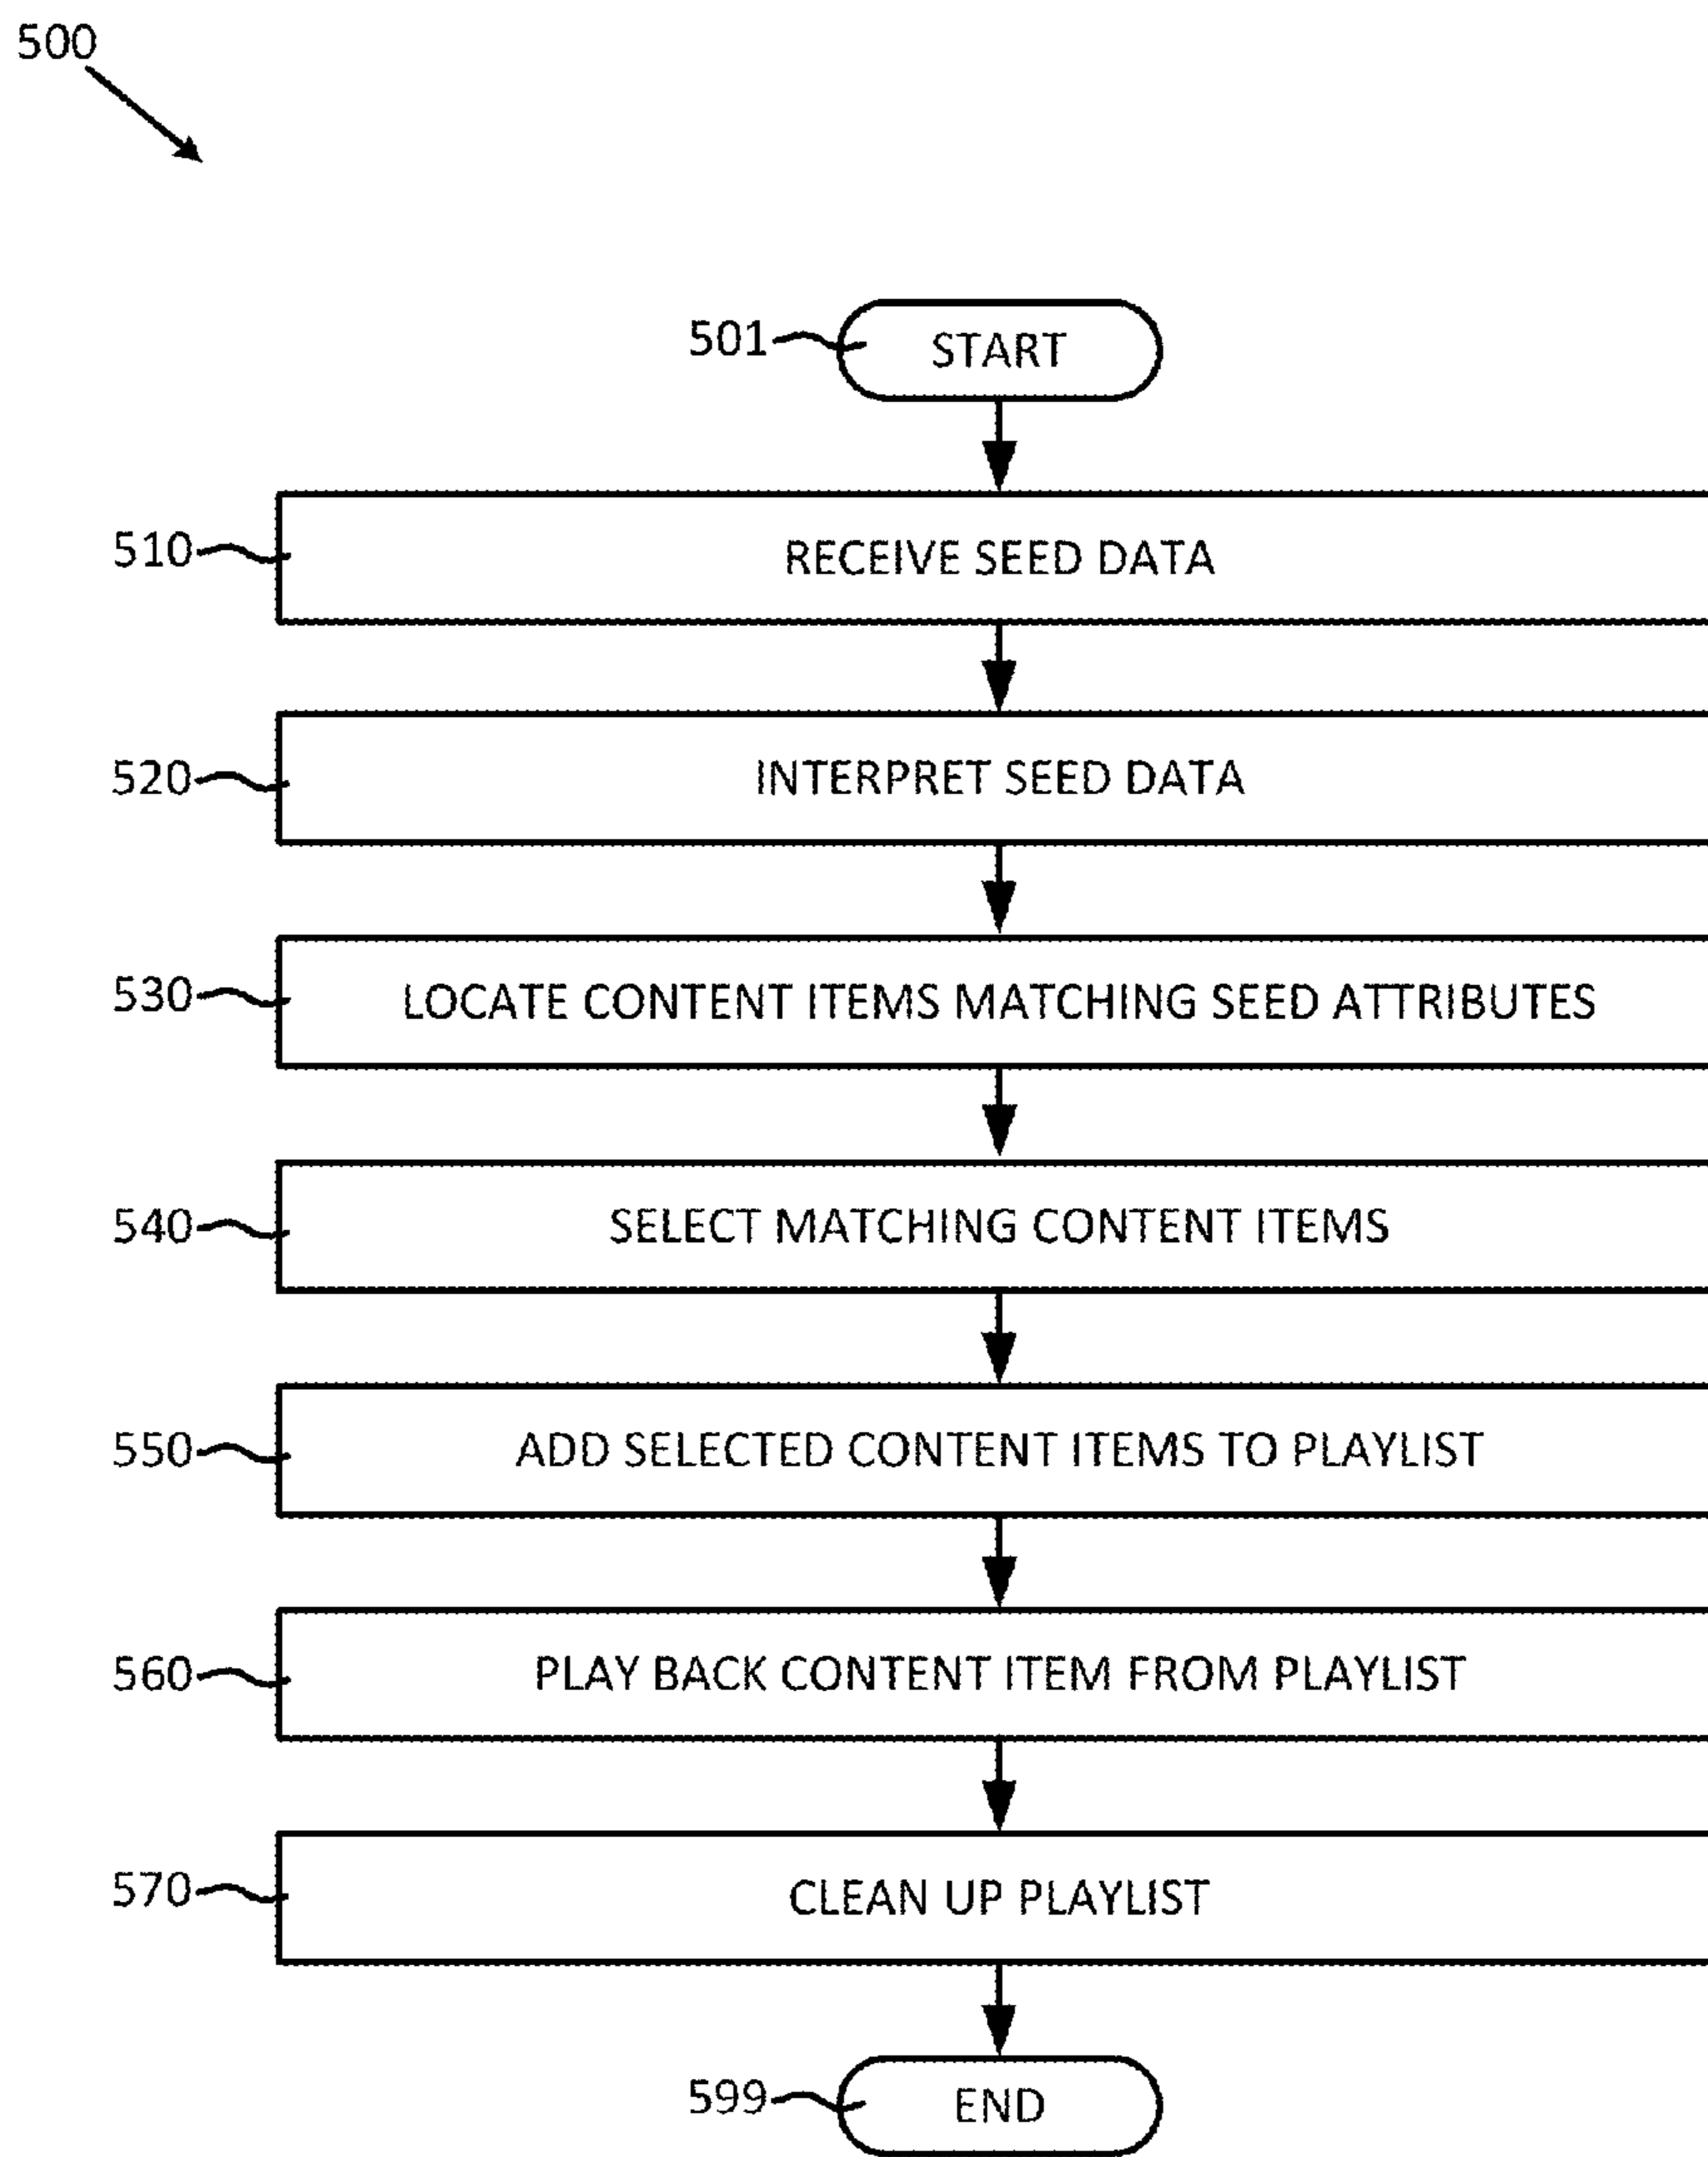 500
501 START
510 RECEIVE SEED DATA
520 INTERPRET SEED DATA
530 LOCATE CONTENT ITEMS MATCHING SEED ATTRIBUTES
540 SELECT MATCHING CONTENT ITEMS
550 ADD SELECTED CONTENT ITEMS TO PLAYLIST
560 PLAY BACK CONTENT ITEM FROM PLAYLIST
570 CLEAN UP PLAYLIST
599 END